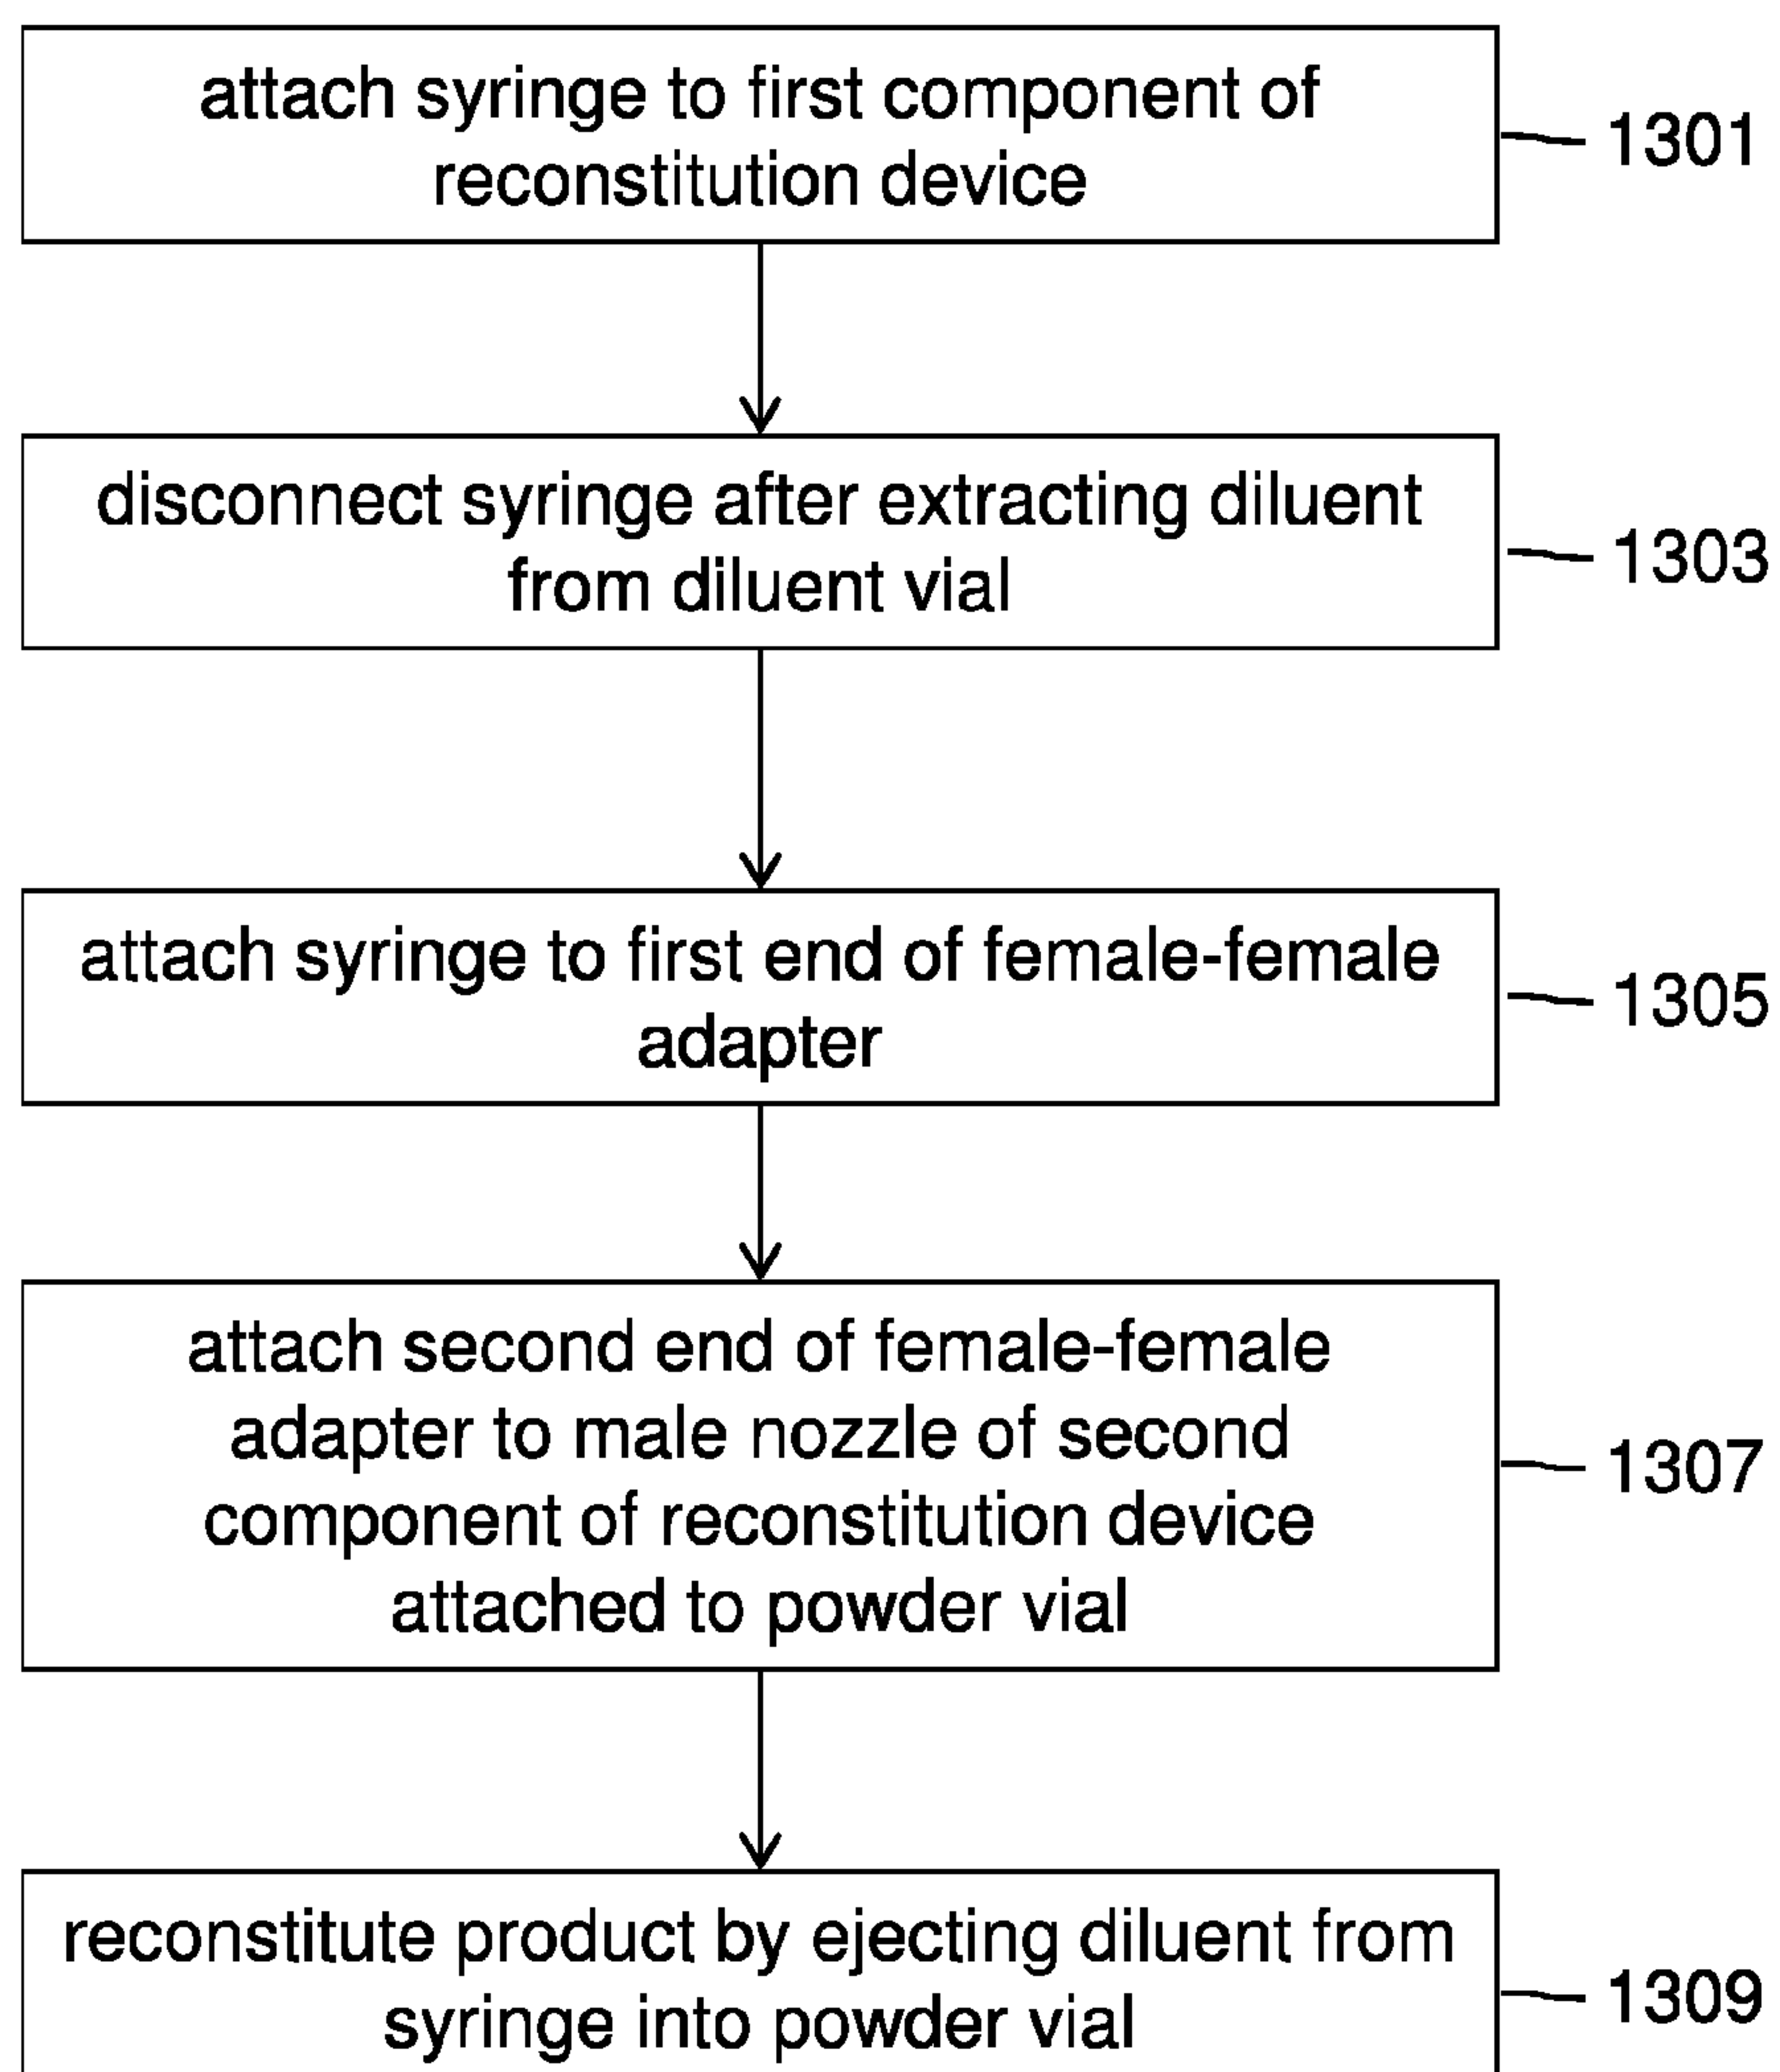 attach syringe to first component of
reconstitution device
1301
disconnect syringe after extracting diluent
from diluent vial
1303
attach syringe to first end of female-female
adapter
1305
attach second end of female-female
adapter to male nozzle of second
component of reconstitution device
attached to powder vial
1307
reconstitute product by ejecting diluent from
syringe into powder vial
1309